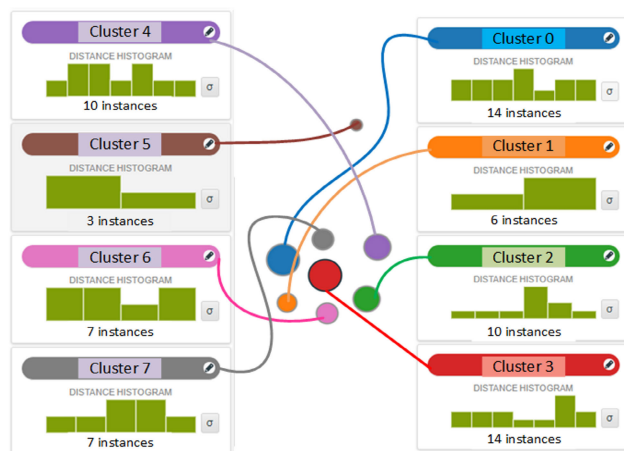 Cluster 4
DISTANCE HISTOGRAM
σ
10 instances
Cluster 5
DISTANCE HISTOGRAM
σ
3 instances
Cluster 6
DISTANCE HISTOGRAM
σ
7 instances
Cluster 7
DISTANCE HISTOGRAM
σ
7 instances
Cluster 0
DISTANCE HISTOGRAM
σ
14 instances
Cluster 1
DISTANCE HISTOGRAM
σ
6 instances
Cluster 2
DISTANCE HISTOGRAM
σ
10 instances
Cluster 3
DISTANCE HISTOGRAM
σ
14 instances